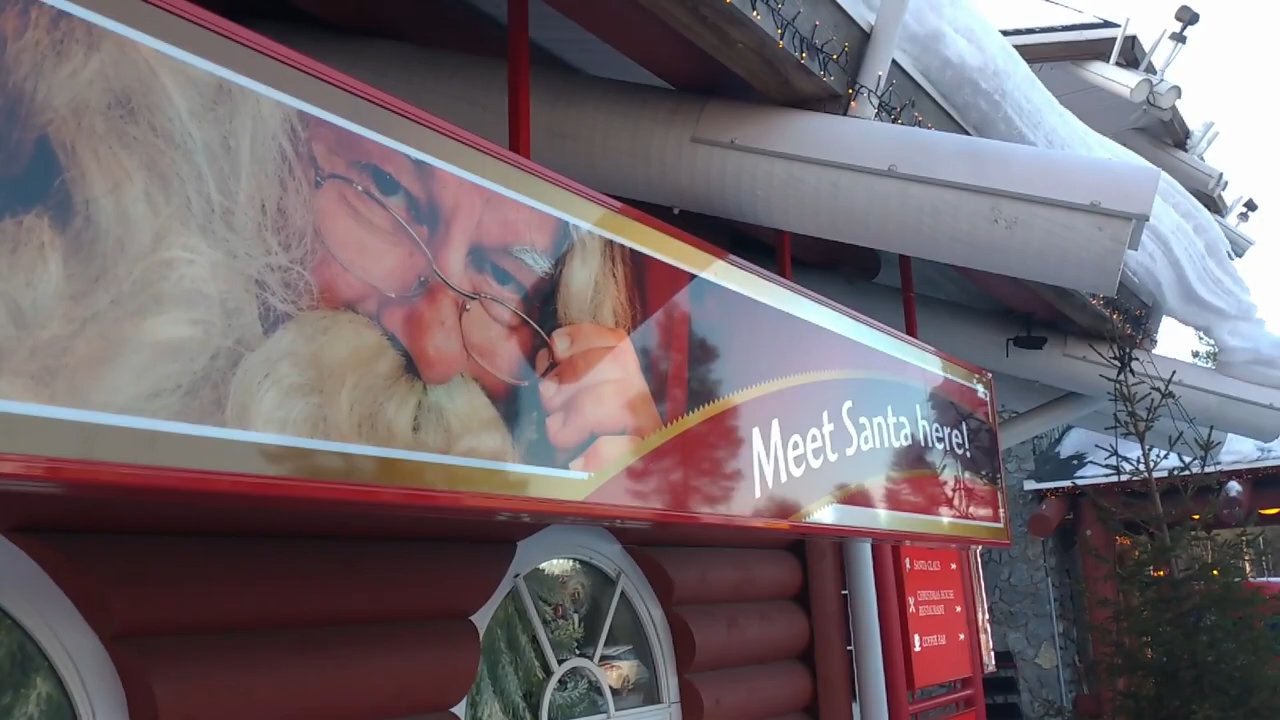 Meet Santa here!
SANTA CLAUS
CHRISTMAS HOUSE
RESTAURANT
COFFEE BAR